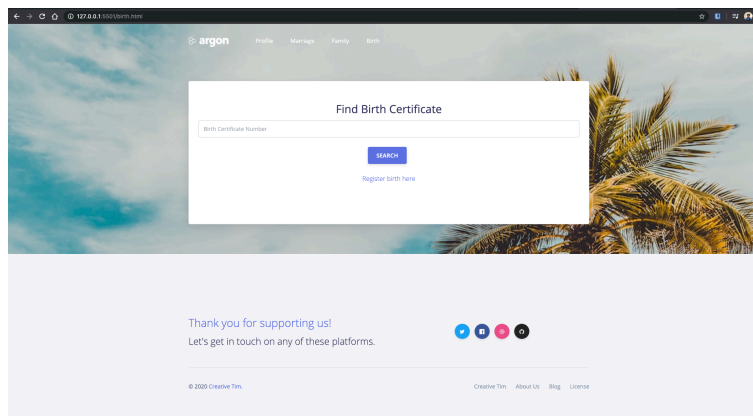 127.0.0.1:5501/birth.html
argon Profile Marriage Family Birth
Find Birth Certificate
Birth Certificate Number
SEARCH
Register birth here
Thank you for supporting us!
Let's get in touch on any of these platforms.
© 2020 Creative Tim.
Creative Tim About Us Blog License